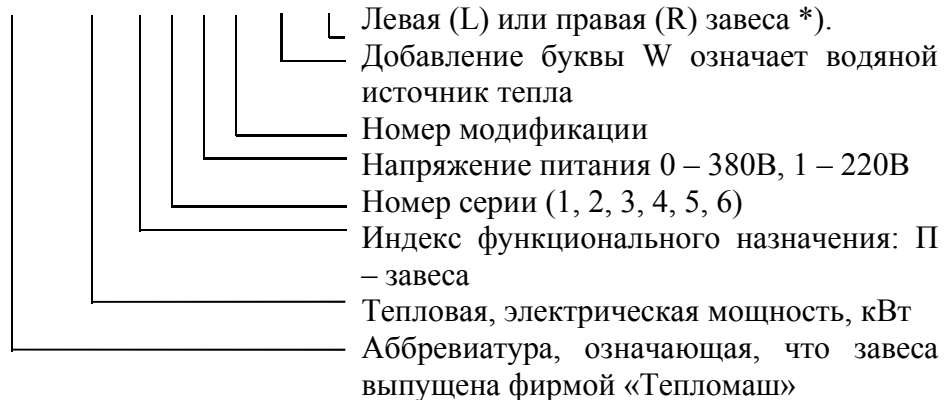 Левая (L) или правая (R) завеса *).
Добавление буквы W означает водяной
источник тепла
Номер модификации
Напряжение питания 0 – 380В, 1 – 220В
Номер серии (1, 2, 3, 4, 5, 6)
Индекс функционального назначения: П
– завеса
Тепловая, электрическая мощность, кВт
Аббревиатура, означающая, что завеса
выпущена фирмой «Тепломаш»